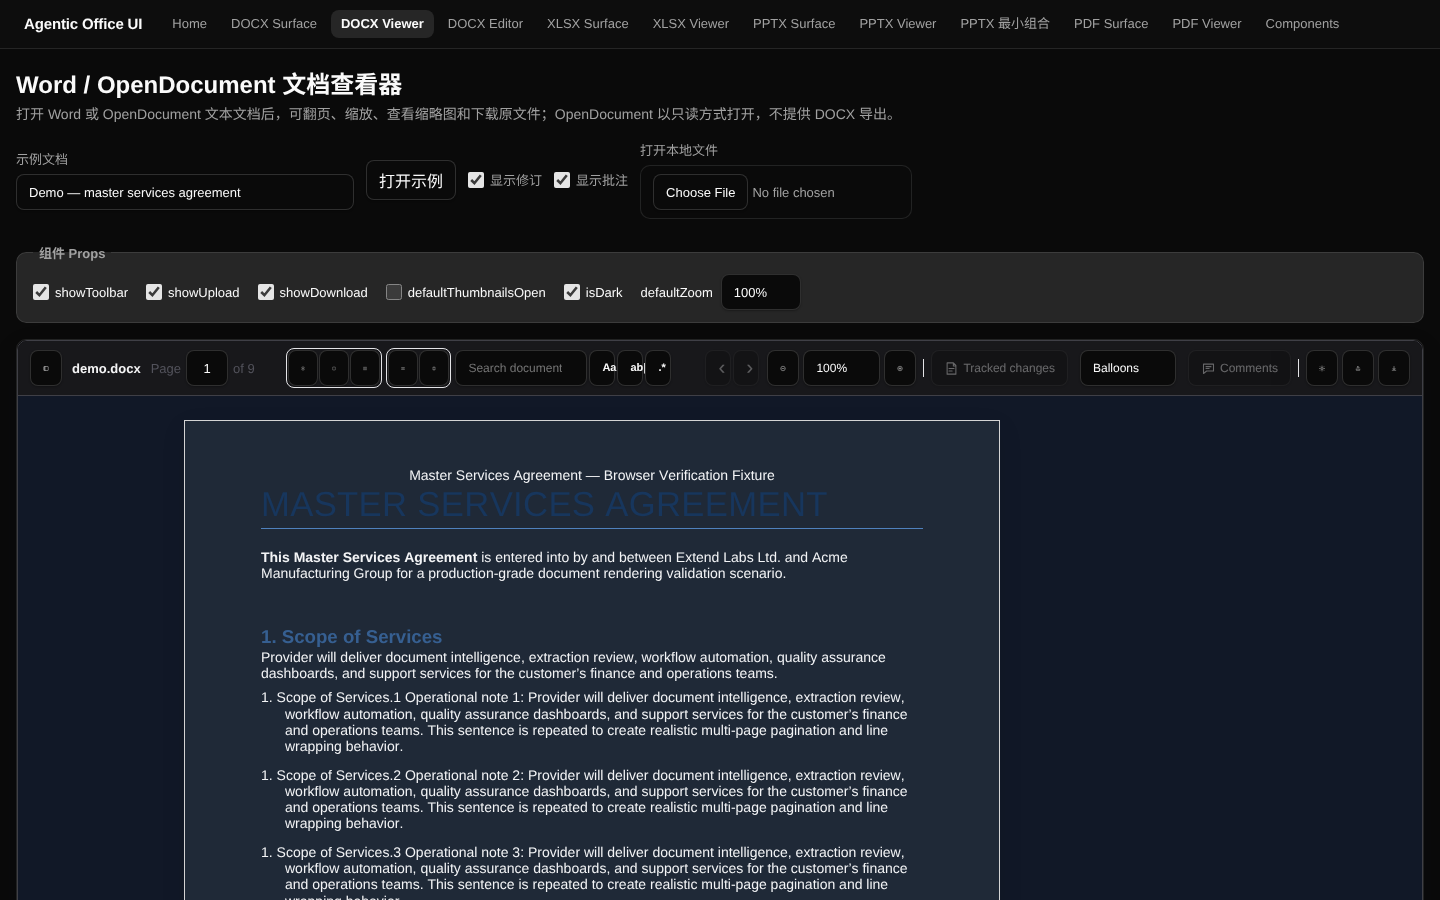 Agentic Office UI Home DOCX Surface DOCX Viewer DOCX Editor XLSX Surface XLSX Viewer PPTX Surface PPTX Viewer PPTX 最小组合 PDF Surface PDF Viewer Components
Word / OpenDocument 文档查看器
打开 Word 或 OpenDocument 文本文档后，可翻页、缩放、查看缩略图和下载原文件；OpenDocument 以只读方式打开，不提供 DOCX 导出。
示例文档
Demo — master services agreement
打开示例
显示修订
显示批注
打开本地文件
Choose File No file chosen
组件 Props
showToolbar showUpload showDownload defaultThumbnailsOpen isDark defaultZoom 100%
demo.docx Page 1 of 9 Search document Aa ab| .* 100% Tracked changes Balloons Comments
Master Services Agreement — Browser Verification Fixture
MASTER SERVICES AGREEMENT
This Master Services Agreement is entered into by and between Extend Labs Ltd. and Acme
Manufacturing Group for a production-grade document rendering validation scenario.
1. Scope of Services
Provider will deliver document intelligence, extraction review, workflow automation, quality assurance
dashboards, and support services for the customer's finance and operations teams.
1. Scope of Services.1 Operational note 1: Provider will deliver document intelligence, extraction review,
workflow automation, quality assurance dashboards, and support services for the customer's finance
and operations teams. This sentence is repeated to create realistic multi-page pagination and line
wrapping behavior.
1. Scope of Services.2 Operational note 2: Provider will deliver document intelligence, extraction review,
workflow automation, quality assurance dashboards, and support services for the customer's finance
and operations teams. This sentence is repeated to create realistic multi-page pagination and line
wrapping behavior.
1. Scope of Services.3 Operational note 3: Provider will deliver document intelligence, extraction review,
workflow automation, quality assurance dashboards, and support services for the customer's finance
and operations teams. This sentence is repeated to create realistic multi-page pagination and line
wrapping behavior.